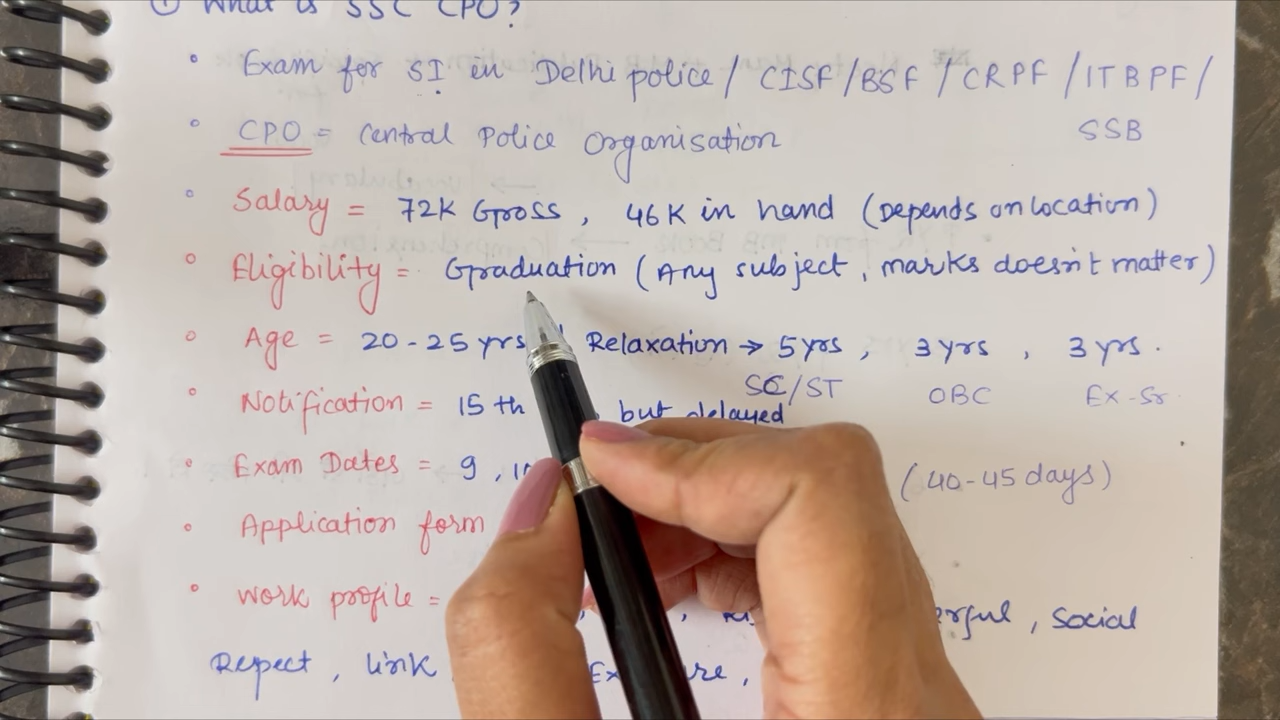 ① What is SSC CPO?
• Exam for SI in Delhi police / CISF / BSF / CRPF / ITBPF /
SSB
• CPO = Central Police Organisation
• Salary = 72K Gross, 46K in hand (Depends on location)
• Eligibility = Graduation (Any subject, marks doesn't matter)
• Age = 20-25 yrs Relaxation → 5 yrs, 3 yrs, 3 yrs.
SC/ST OBC Ex-Sr.
• Notification = 15 th but delayed
• Exam Dates = 9, (40-45 days)
• Application form
• Work profile = , Social
Repect, link